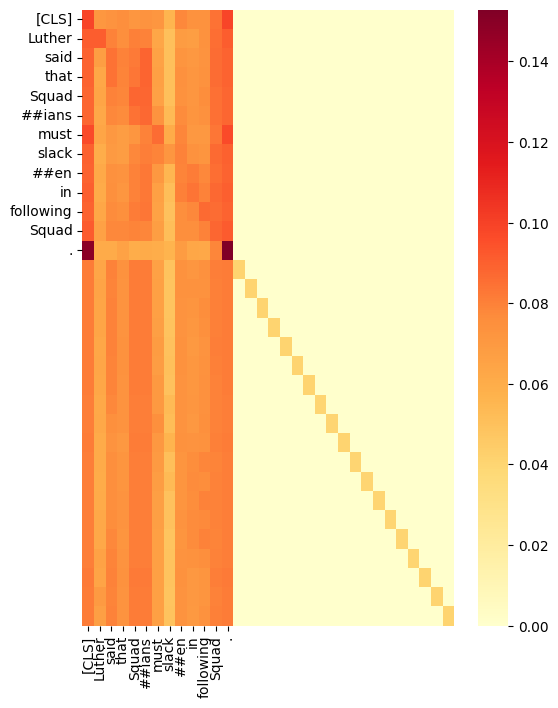 [CLS]
Luther
said
that
Squad
##ians
must
slack
##en
in
following
Squad
.
0.14
0.12
0.10
0.08
0.06
0.04
0.02
0.00
[CLS]
Luther
said
that
Squad
##ians
must
slack
##en
in
following
Squad
.